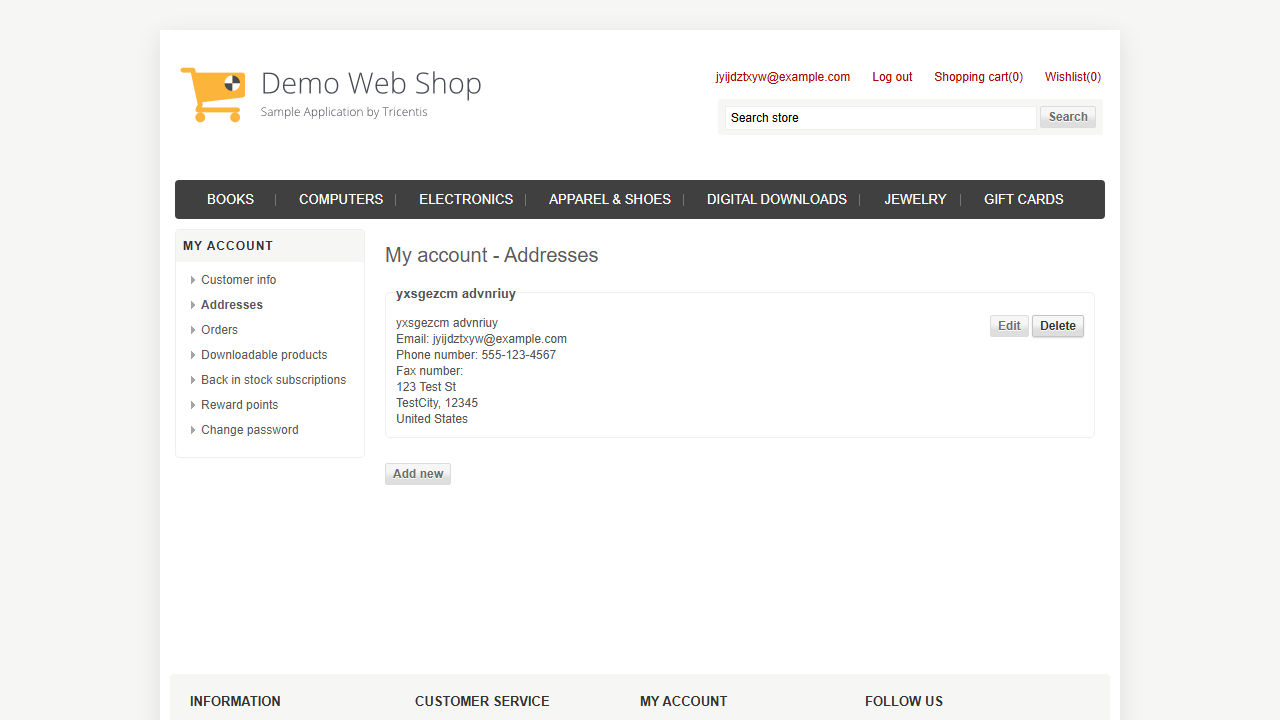 Demo Web Shop
Sample Application by Tricentis
jyijdztxyw@example.com Log out Shopping cart(0) Wishlist(0)
Search store Search
BOOKS COMPUTERS ELECTRONICS APPAREL & SHOES DIGITAL DOWNLOADS JEWELRY GIFT CARDS
MY ACCOUNT
Customer info
Addresses
Orders
Downloadable products
Back in stock subscriptions
Reward points
Change password
My account - Addresses
yxsgezcm advnriuy
yxsgezcm advnriuy
Edit Delete
Email: jyijdztxyw@example.com
Phone number: 555-123-4567
Fax number:
123 Test St
TestCity, 12345
United States
Add new
INFORMATION CUSTOMER SERVICE MY ACCOUNT FOLLOW US